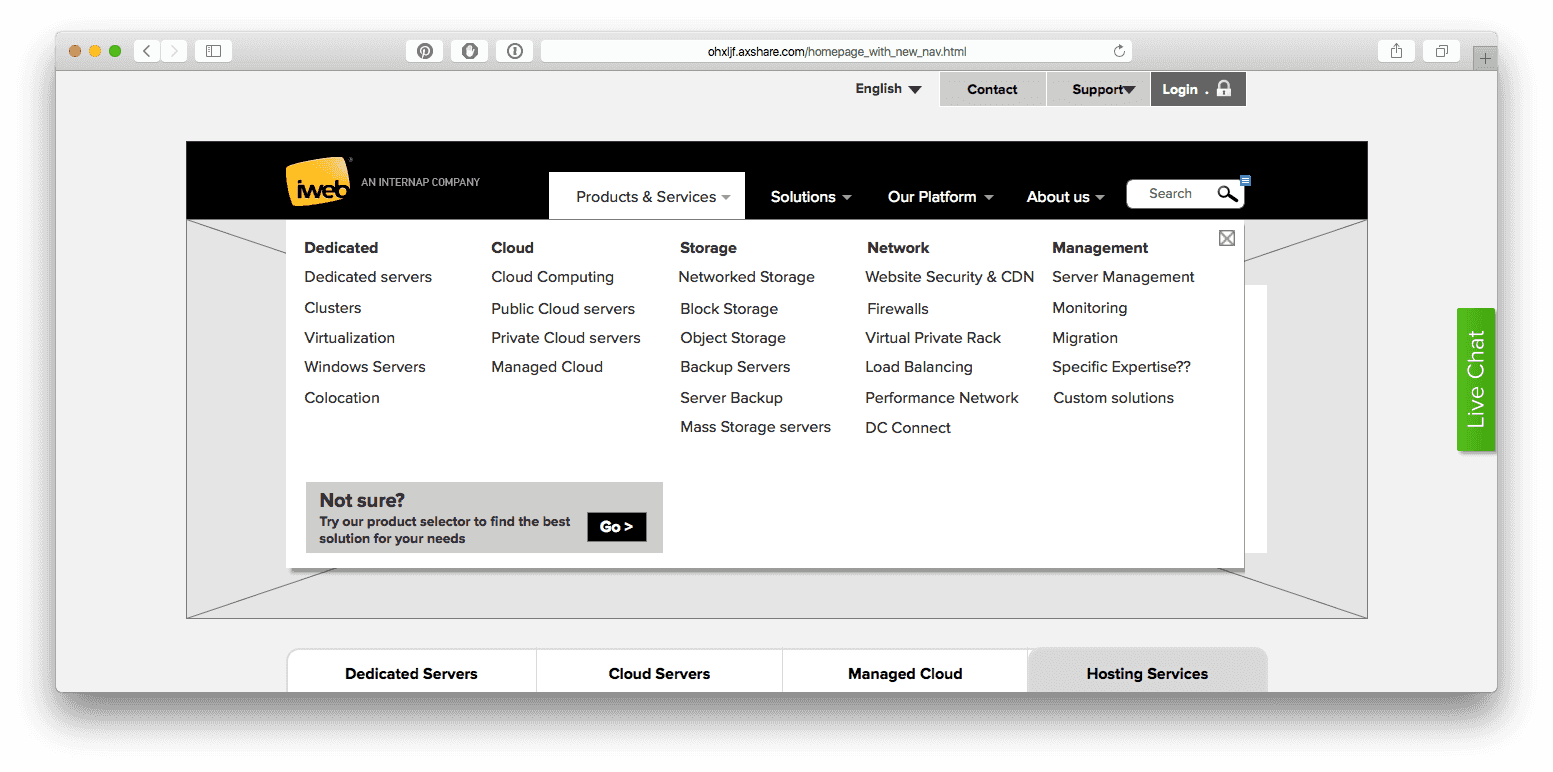 ohxljf.axshare.com/homepage_with_new_nav.html
English
Contact
Support
Login .
iweb
AN INTERNAP COMPANY
Products & Services
Solutions
Our Platform
About us
Search
Dedicated
Dedicated servers
Clusters
Virtualization
Windows Servers
Colocation
Cloud
Cloud Computing
Public Cloud servers
Private Cloud servers
Managed Cloud
Storage
Networked Storage
Block Storage
Object Storage
Backup Servers
Server Backup
Mass Storage servers
Network
Website Security & CDN
Firewalls
Virtual Private Rack
Load Balancing
Performance Network
DC Connect
Management
Server Management
Monitoring
Migration
Specific Expertise??
Custom solutions
Not sure?
Try our product selector to find the best
solution for your needs
Go >
Live Chat
Dedicated Servers
Cloud Servers
Managed Cloud
Hosting Services